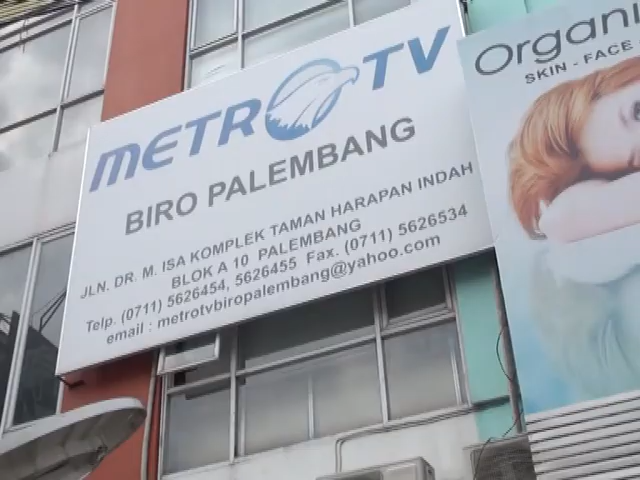 METRO TV
BIRO PALEMBANG
JLN. DR. M. ISA KOMPLEK TAMAN HARAPAN INDAH
BLOK A 10 PALEMBANG
Telp. (0711) 5626454, 5626455 Fax. (0711) 5626534
email : metrotvbiropalembang@yahoo.com
Organi
SKIN - FACE